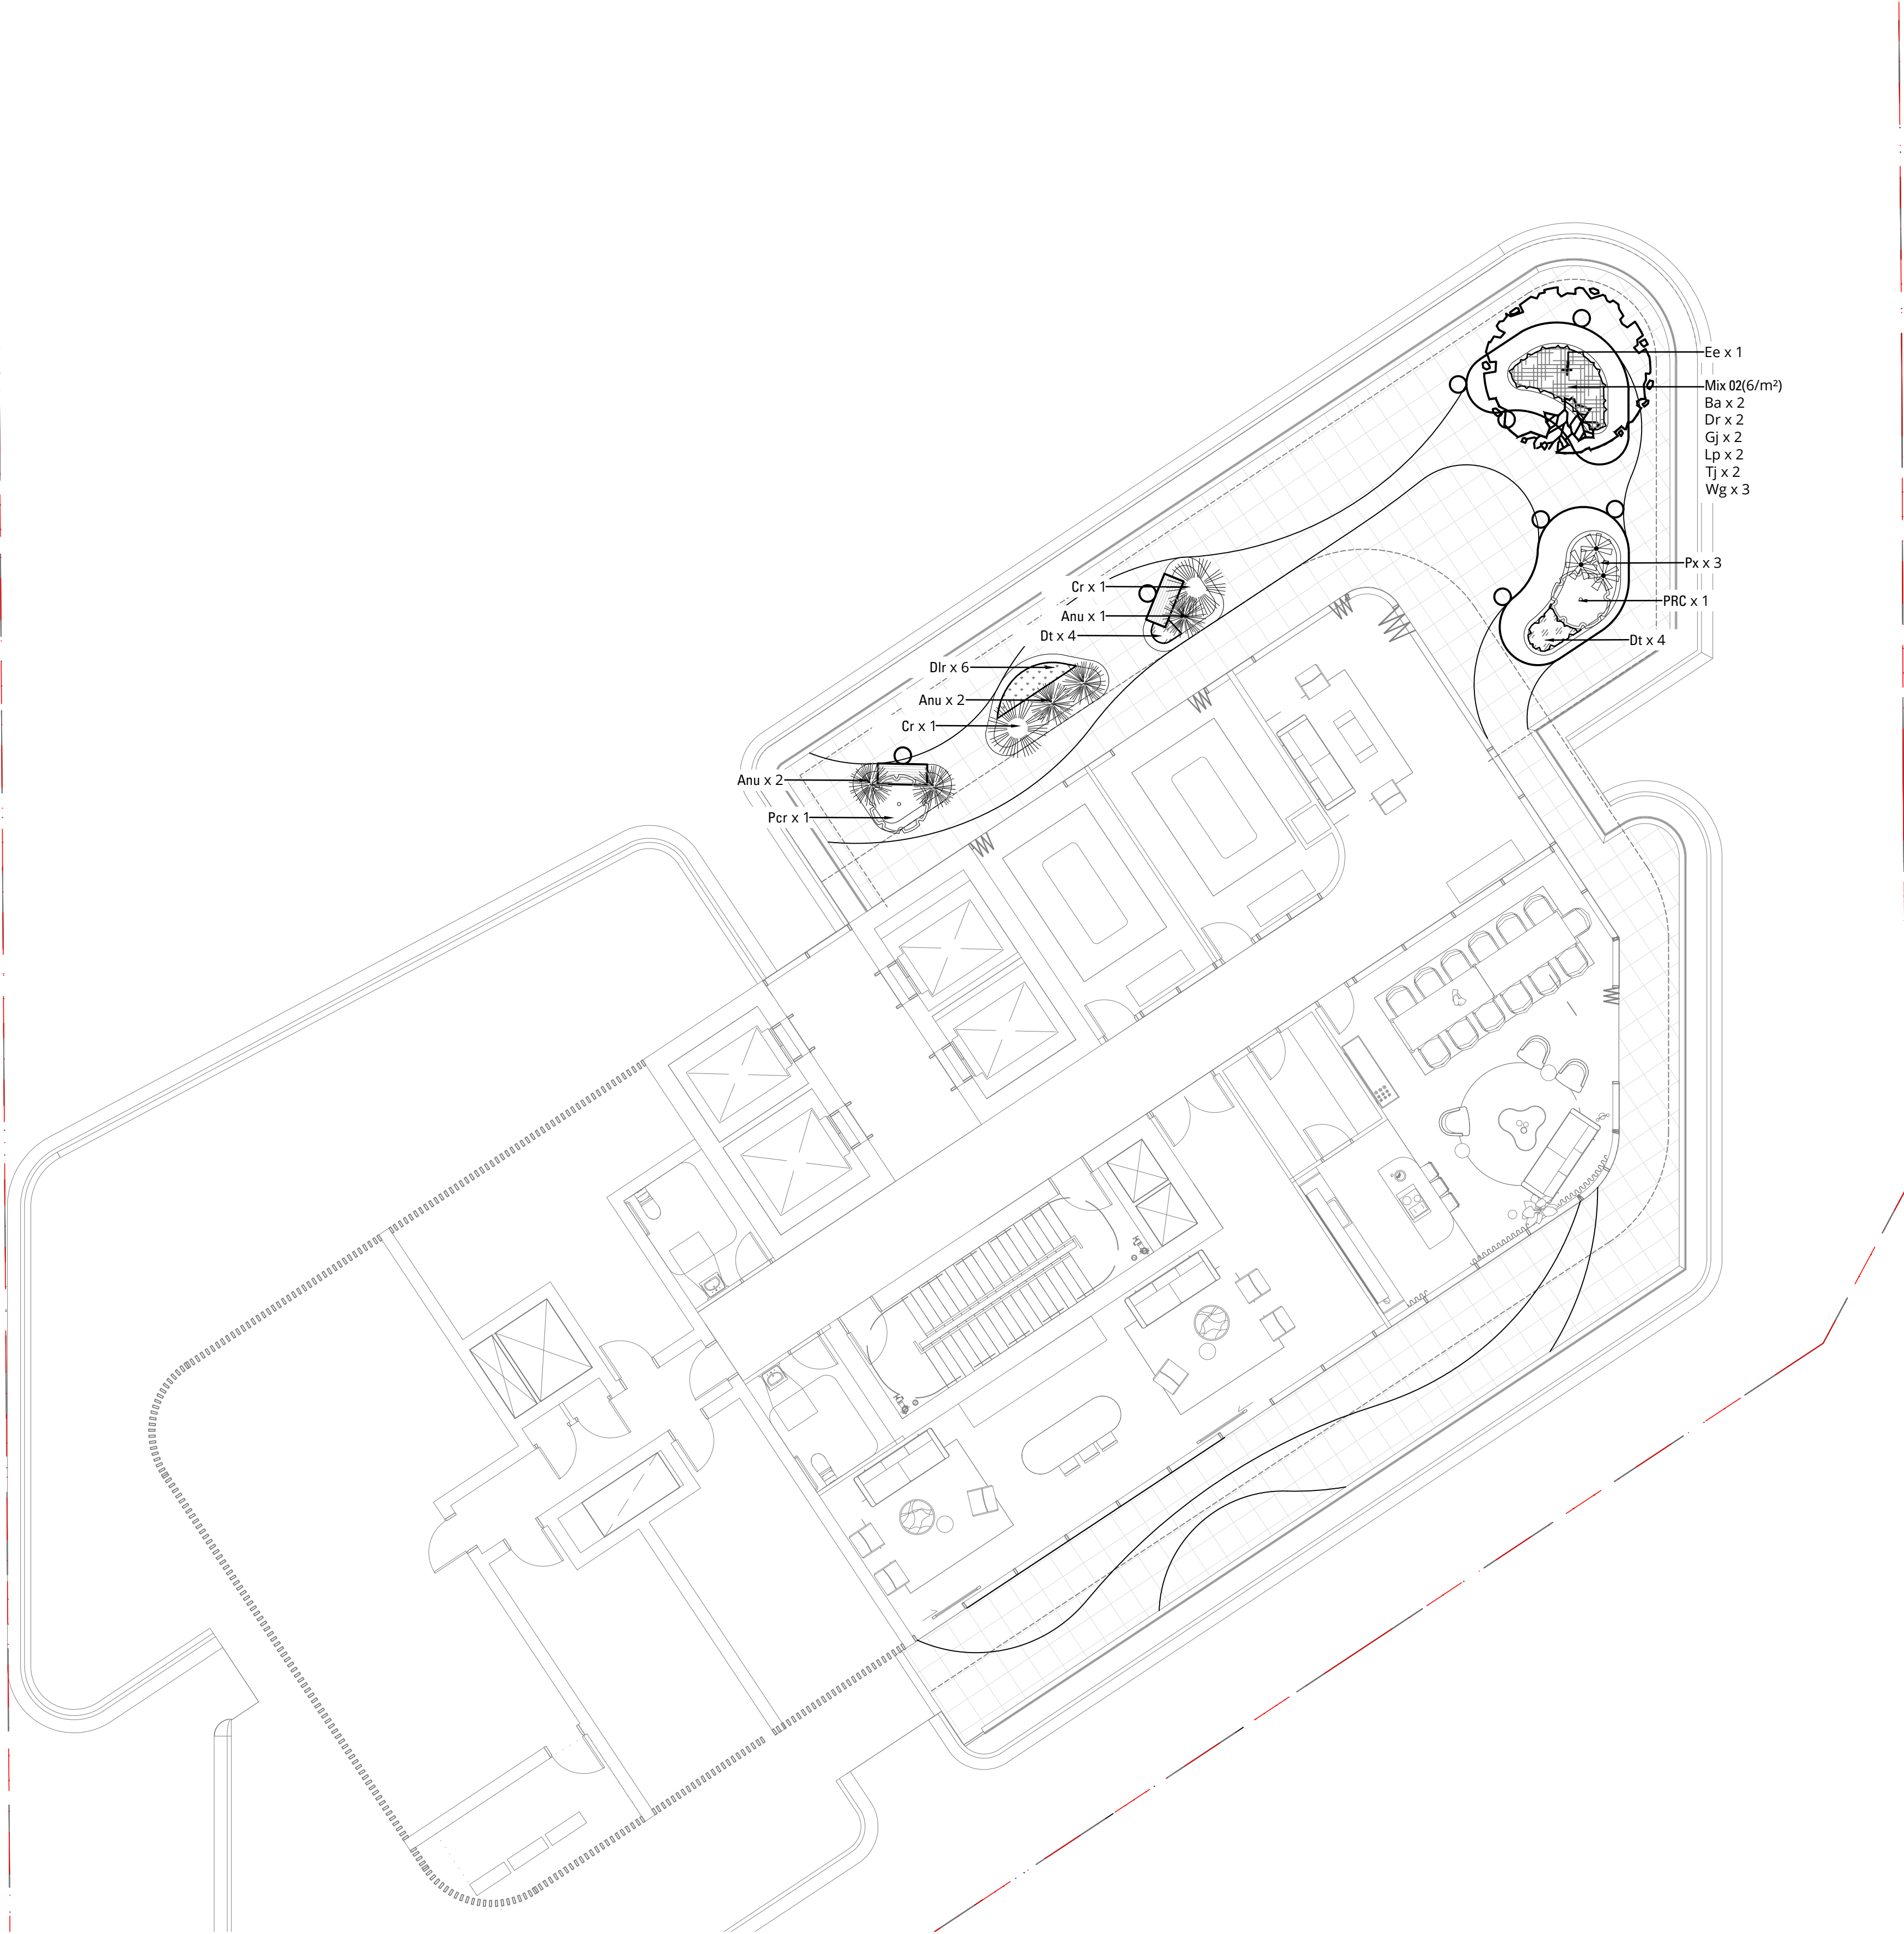 Ee x 1
Mix 02(6/m²)
Ba x 2
Dr x 2
Gj x 2
Lp x 2
Tj x 2
Wg x 3
Px x 3
PRC x 1
Dt x 4
Cr x 1
Anu x 1
Dt x 4
Dlr x 6
Anu x 2
Cr x 1
Anu x 2
Pcr x 1